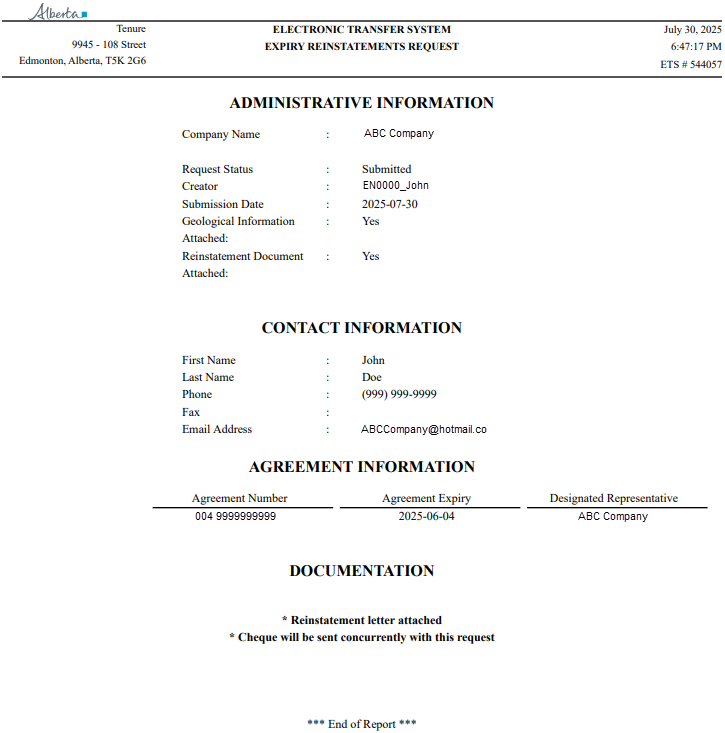 Alberta
Tenure
9945 - 108 Street
Edmonton, Alberta, T5K 2G6
ELECTRONIC TRANSFER SYSTEM
EXPIRY REINSTATEMENTS REQUEST
July 30, 2025
6:47:17 PM
ETS # 544057
ADMINISTRATIVE INFORMATION
Company Name : ABC Company
Request Status : Submitted
Creator : EN0000_John
Submission Date : 2025-07-30
Geological Information : Yes
Attached:
Reinstatement Document : Yes
Attached:
CONTACT INFORMATION
First Name : John
Last Name : Doe
Phone : (999) 999-9999
Fax :
Email Address : ABCCompany@hotmail.co
AGREEMENT INFORMATION
Agreement Number Agreement Expiry Designated Representative
004 9999999999 2025-06-04 ABC Company
DOCUMENTATION
* Reinstatement letter attached
* Cheque will be sent concurrently with this request
*** End of Report ***